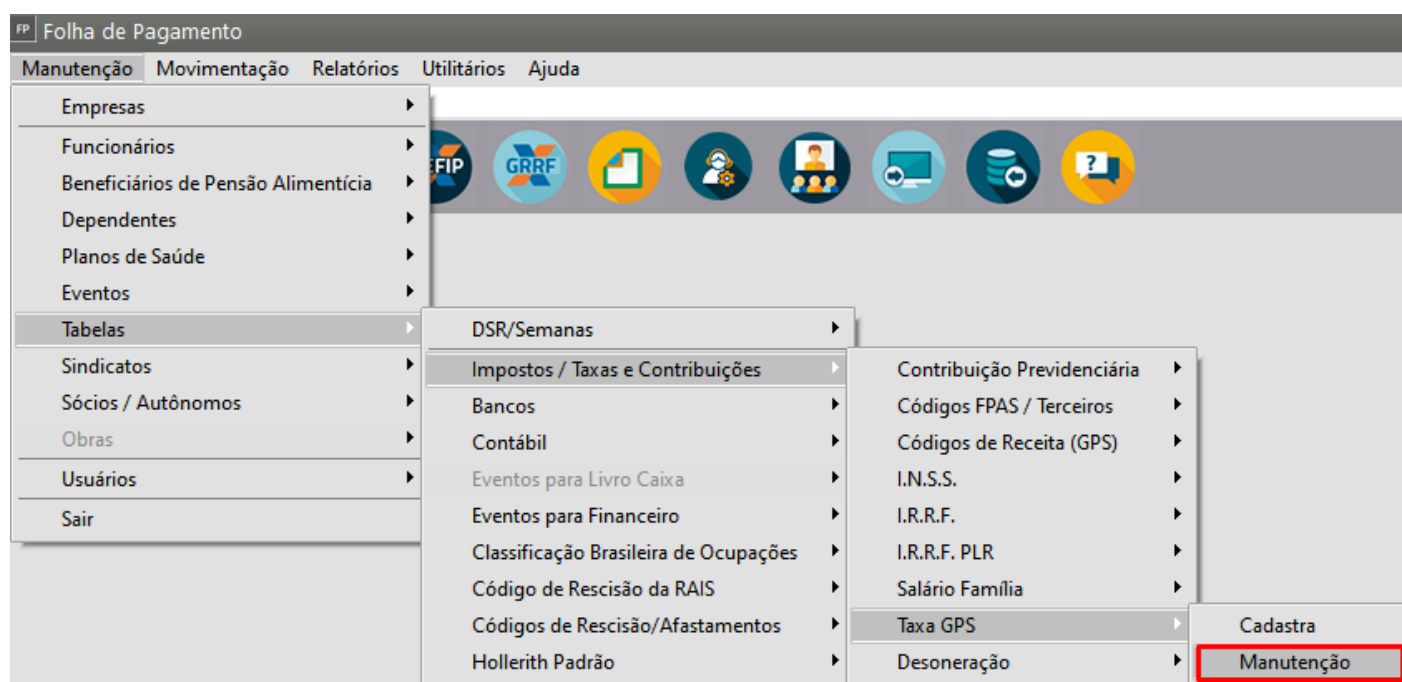 FP Folha de Pagamento
Manutenção Movimentação Relatórios Utilitários Ajuda
Empresas
Funcionários
Beneficiários de Pensão Alimentícia
Dependentes
Planos de Saúde
Eventos
Tabelas
Sindicatos
Sócios / Autônomos
Obras
Usuários
Sair
EFIP GRRF ?
DSR/Semanas
Impostos / Taxas e Contribuições
Bancos
Contábil
Eventos para Livro Caixa
Eventos para Financeiro
Classificação Brasileira de Ocupações
Código de Rescisão da RAIS
Códigos de Rescisão/Afastamentos
Hollerith Padrão
Contribuição Previdenciária
Códigos FPAS / Terceiros
Códigos de Receita (GPS)
I.N.S.S.
I.R.R.F.
I.R.R.F. PLR
Salário Família
Taxa GPS
Desoneração
Cadastra
Manutenção